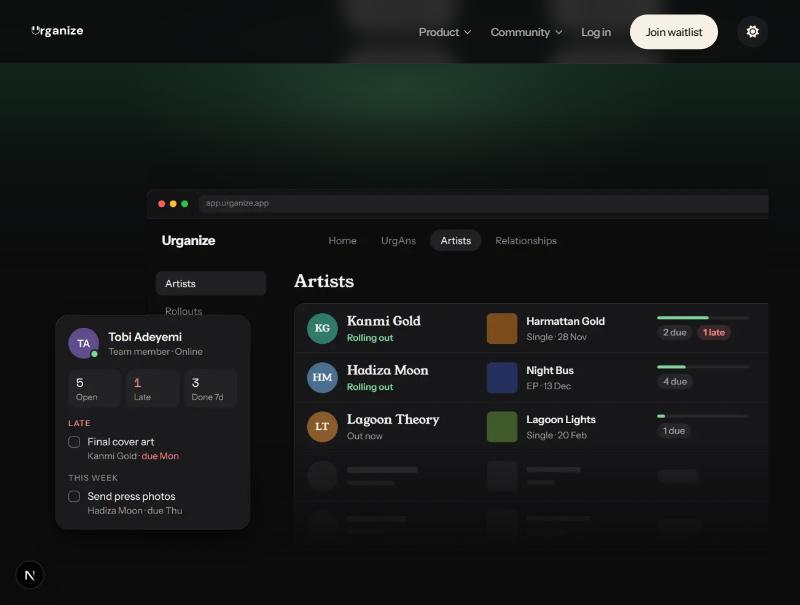 Urganize
Product
Community
Log in
Join waitlist
app.urganize.app
Urganize
Home
UrgAns
Artists
Relationships
Artists
Rollouts
Artists
KG
Kanmi Gold
Rolling out
Harmattan Gold
Single · 28 Nov
2 due
1 late
HM
Hadiza Moon
Rolling out
Night Bus
EP · 13 Dec
4 due
LT
Lagoon Theory
Out now
Lagoon Lights
Single · 20 Feb
1 due
TA
Tobi Adeyemi
Team member · Online
5
Open
1
Late
3
Done 7d
LATE
Final cover art
Kanmi Gold · due Mon
THIS WEEK
Send press photos
Hadiza Moon · due Thu
N